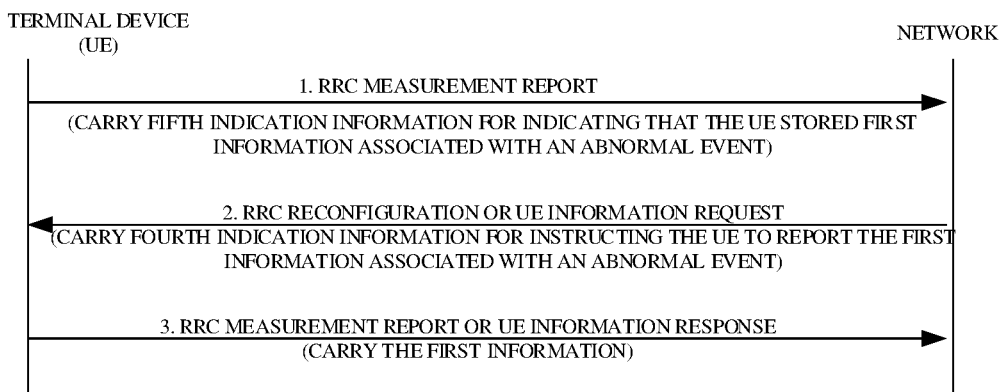 TERMINAL DEVICE
(UE)
NETWORK
1. RRC MEASUREMENT REPORT
(CARRY FIFTH INDICATION INFORMATION FOR INDICATING THAT THE UE STORED FIRST
INFORMATION ASSOCIATED WITH AN ABNORMAL EVENT)
2. RRC RECONFIGURATION OR UE INFORMATION REQUEST
(CARRY FOURTH INDICATION INFORMATION FOR INSTRUCTING THE UE TO REPORT THE FIRST
INFORMATION ASSOCIATED WITH AN ABNORMAL EVENT)
3. RRC MEASUREMENT REPORT OR UE INFORMATION RESPONSE
(CARRY THE FIRST INFORMATION)